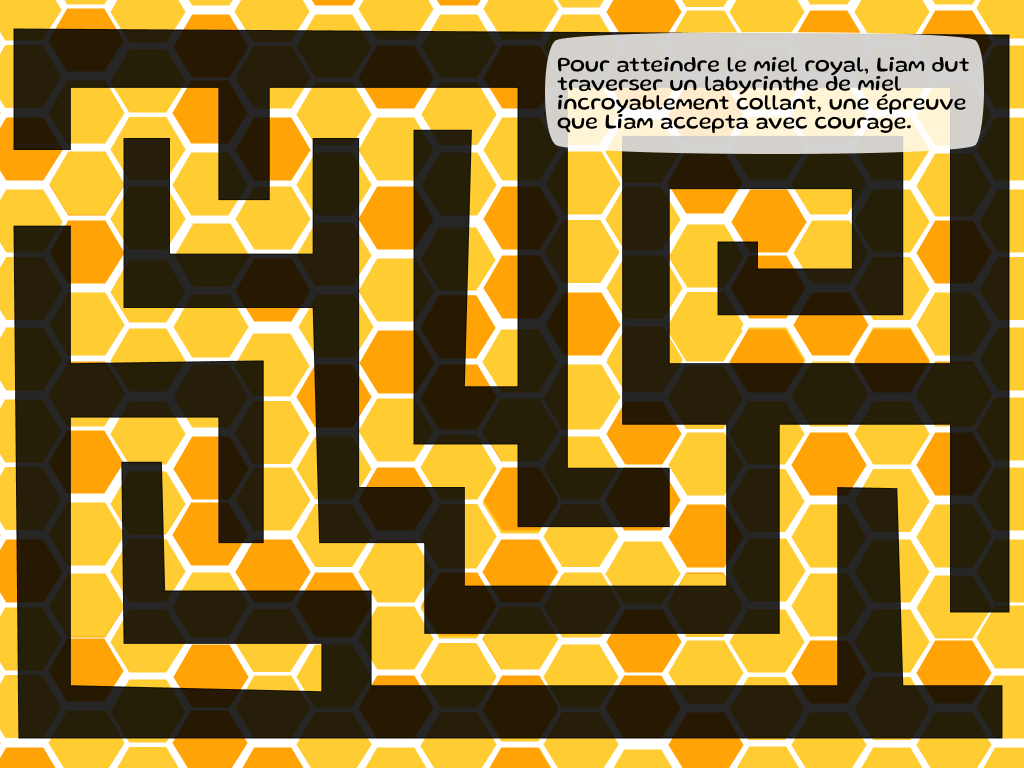 Pour atteindre le miel royal, Liam dut
traverser un labyrinthe de miel
incroyablement collant, une épreuve
que Liam accepta avec courage.